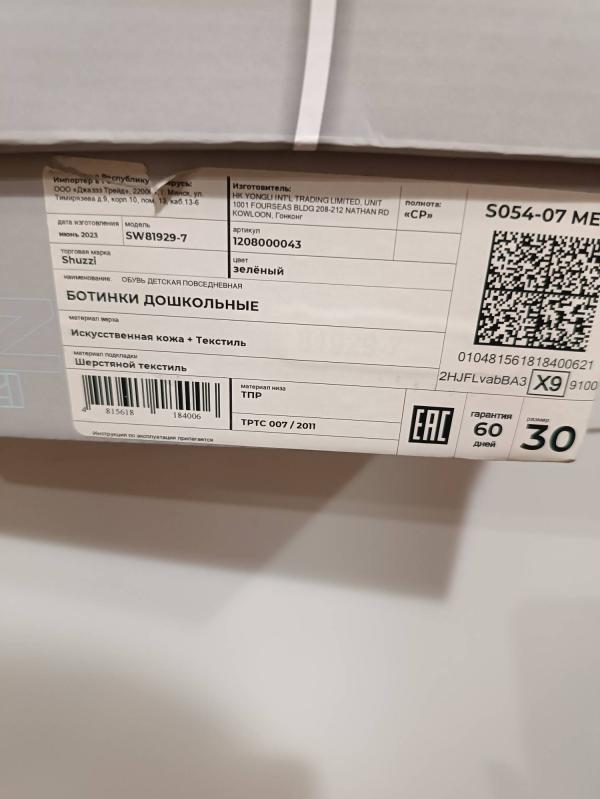 Импортер в Республику Беларусь:
ООО «Джазз Трейд», 2200 , г. Минск, ул.
Тимирязева д.9, корп 10, пом. 13, каб.13-6
Изготовитель:
HK YONGLI INT'L TRADING LIMITED, UNIT
1001 FOURSEAS BLDG 208-212 NATHAN RD
KOWLOON, Гонконг
полнота:
«СР»
S054-07 ME
дата изготовления
июнь 2023
модель
SW81929-7
артикул
1208000043
торговая марка
Shuzzi
цвет
зелёный
наименование: ОБУВЬ ДЕТСКАЯ ПОВСЕДНЕВНАЯ
БОТИНКИ ДОШКОЛЬНЫЕ
материал верха
Искусственная кожа + Текстиль
010481561818400621
2HJFLvabBA3 X9 9100
материал подкладки
Шерстяной текстиль
4 815618 184006
материал низа
ТПР
ТРТС 007 / 2011
EAC
гарантия
60
дней
размер
30
Инструкция по эксплуатации прилагается